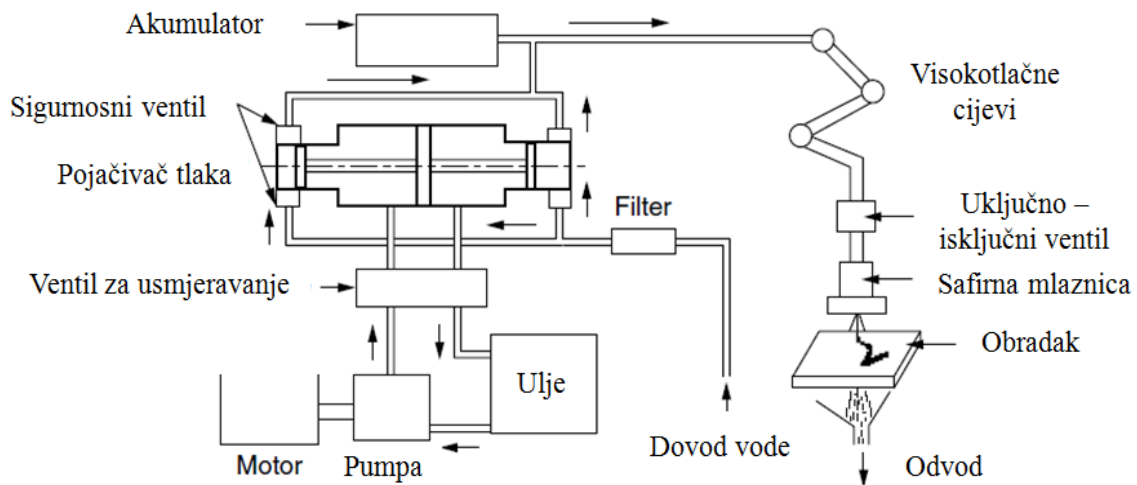 Akumulator
Visokotlačne
cijevi
Sigurnosni ventil
Pojačivač tlaka
Filter
Uključno –
isključni ventil
Ventil za usmjeravanje
Safirna mlaznica
Obradak
Ulje
Dovod vode
Motor
Pumpa
Odvod